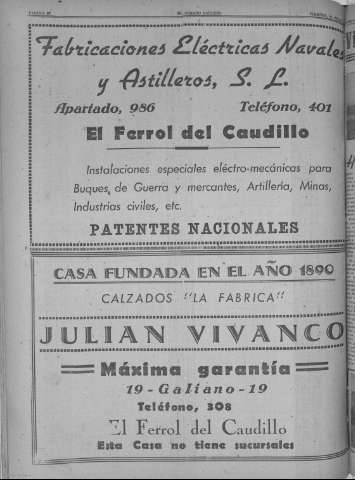 Fabricaciones Eléctricas Navales
y Astilleros, S. L.
Apartado, 986 Teléfono, 401
El Ferrol del Caudillo
Instalaciones especiales eléctro-mecánicas para
Buques de Guerra y mercantes, Artillería, Minas,
Industrias civiles, etc.
PATENTES NACIONALES
CASA FUNDADA EN EL AÑO 1890
CALZADOS "LA FABRICA"
JULIAN VIVANCO
Máxima garantía
19 - Galiano - 19
Teléfono, 308
El Ferrol del Caudillo
Esta Casa no tiene sucursales